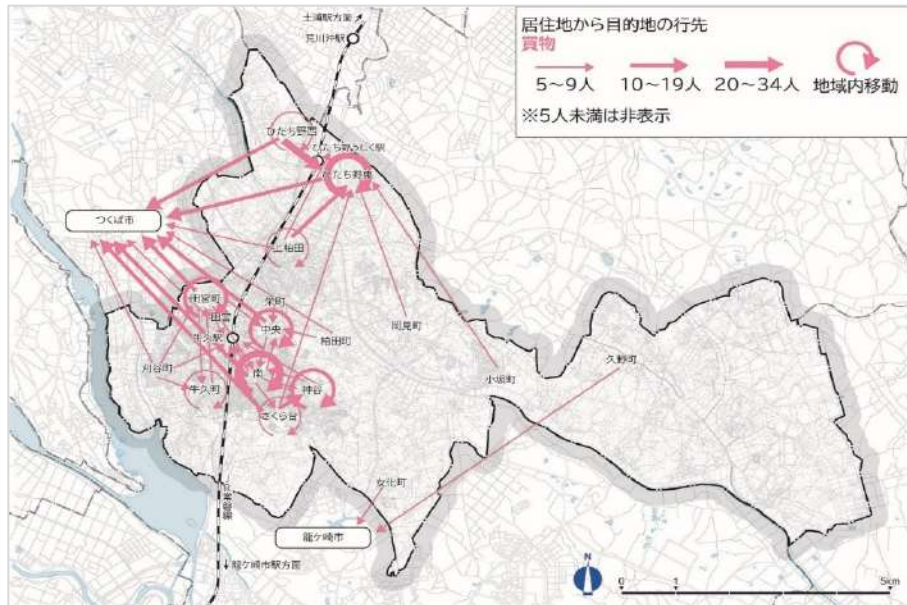 居住地から目的地の行先
買物
5~9人 10~19人 20~34人 地域内移動
※5人未満は非表示
土浦駅方面
荒川沖駅
ひたち野西
ひたち野うしく駅
ひたち野東
つくば市
上柏田
田宮町
栄町
田宮
中央
牛久駅
柏田町
岡見町
久野町
刈谷町
南
小坂町
牛久町
神谷
さくら台
女化町
龍ケ崎市
龍ケ崎市駅方面
N
0 1 5km